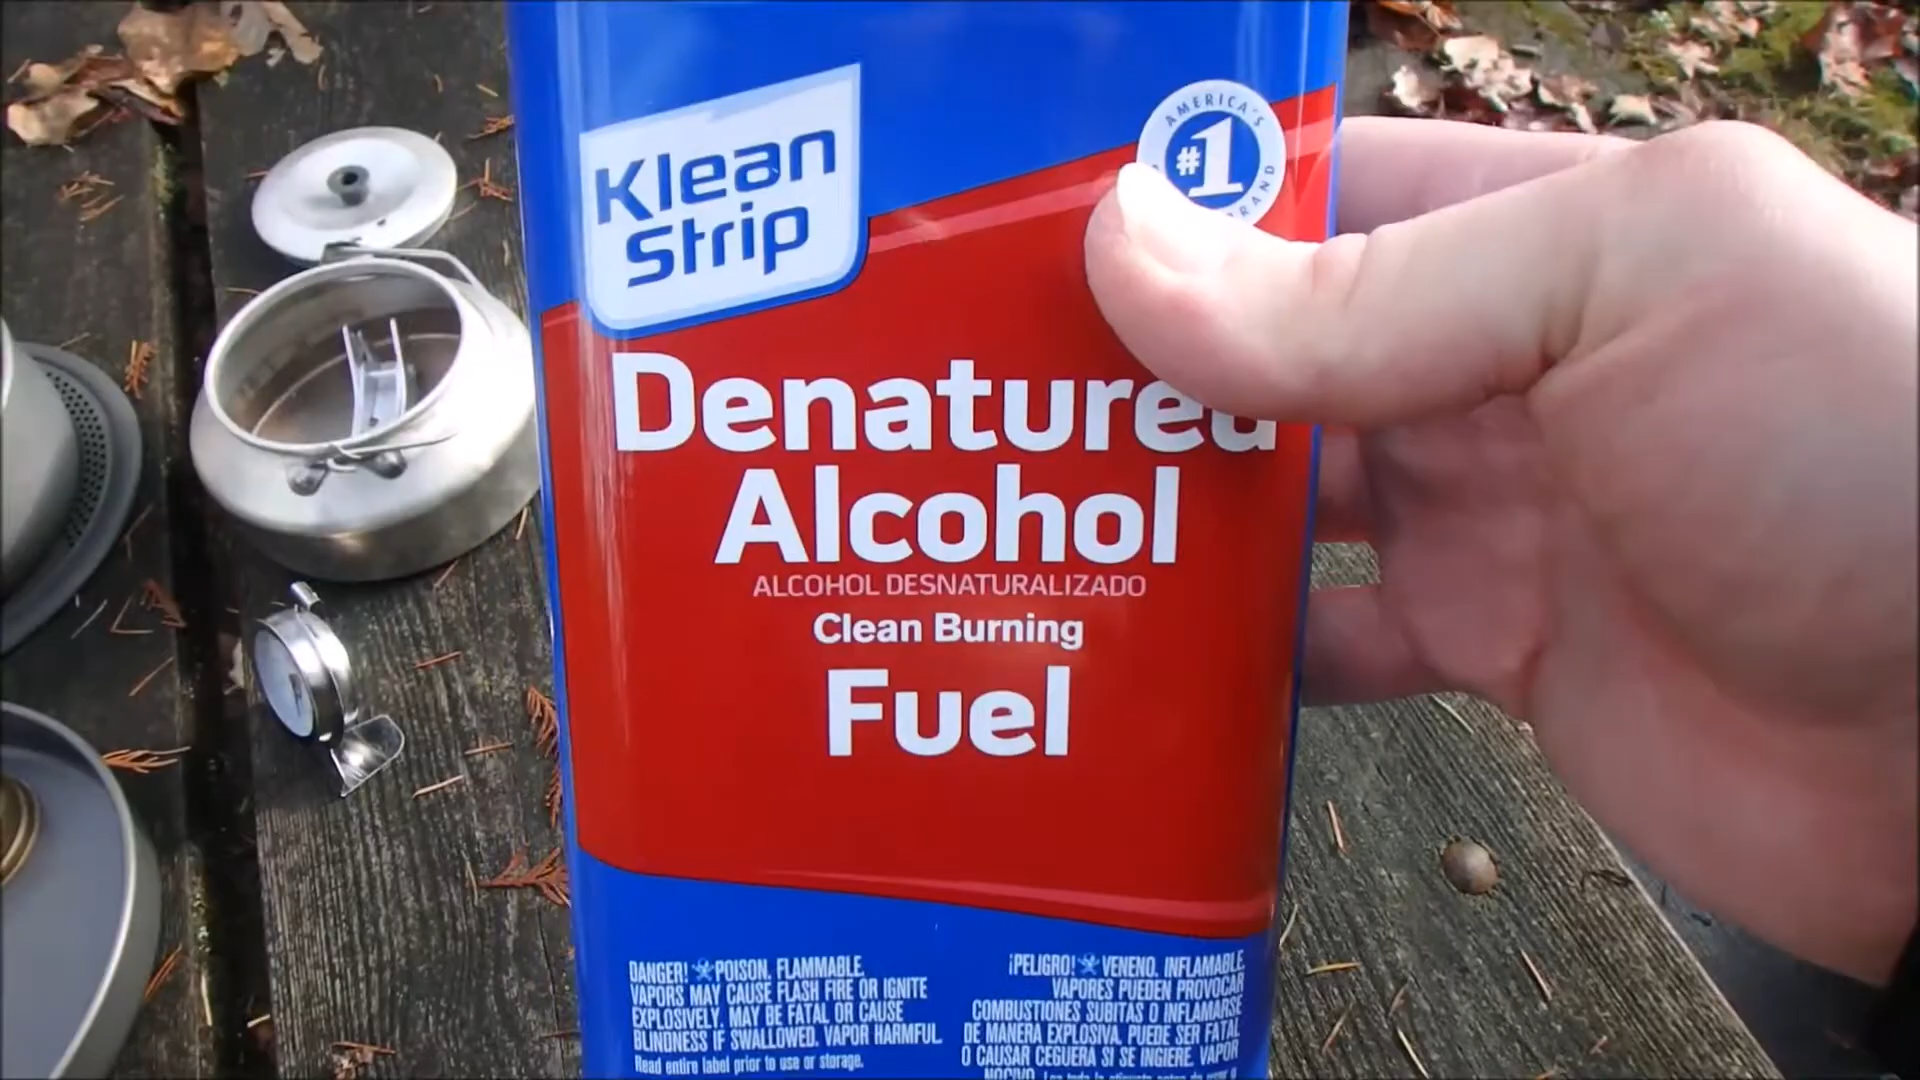 Klean
Strip
AMERICA'S
#1
BRAND
Denatured
Alcohol
ALCOHOL DESNATURALIZADO
Clean Burning
Fuel
DANGER! POISON. FLAMMABLE.
VAPORS MAY CAUSE FLASH FIRE OR IGNITE
EXPLOSIVELY. MAY BE FATAL OR CAUSE
BLINDNESS IF SWALLOWED. VAPOR HARMFUL.
Read entire label prior to use or storage.
¡PELIGRO! VENENO. INFLAMABLE.
VAPORES PUEDEN PROVOCAR
COMBUSTIONES SUBITAS O INFLAMARSE
DE MANERA EXPLOSIVA. PUEDE SER FATAL
O CAUSAR CEGUERA SI SE INGIERE. VAPOR
NOCIVO.